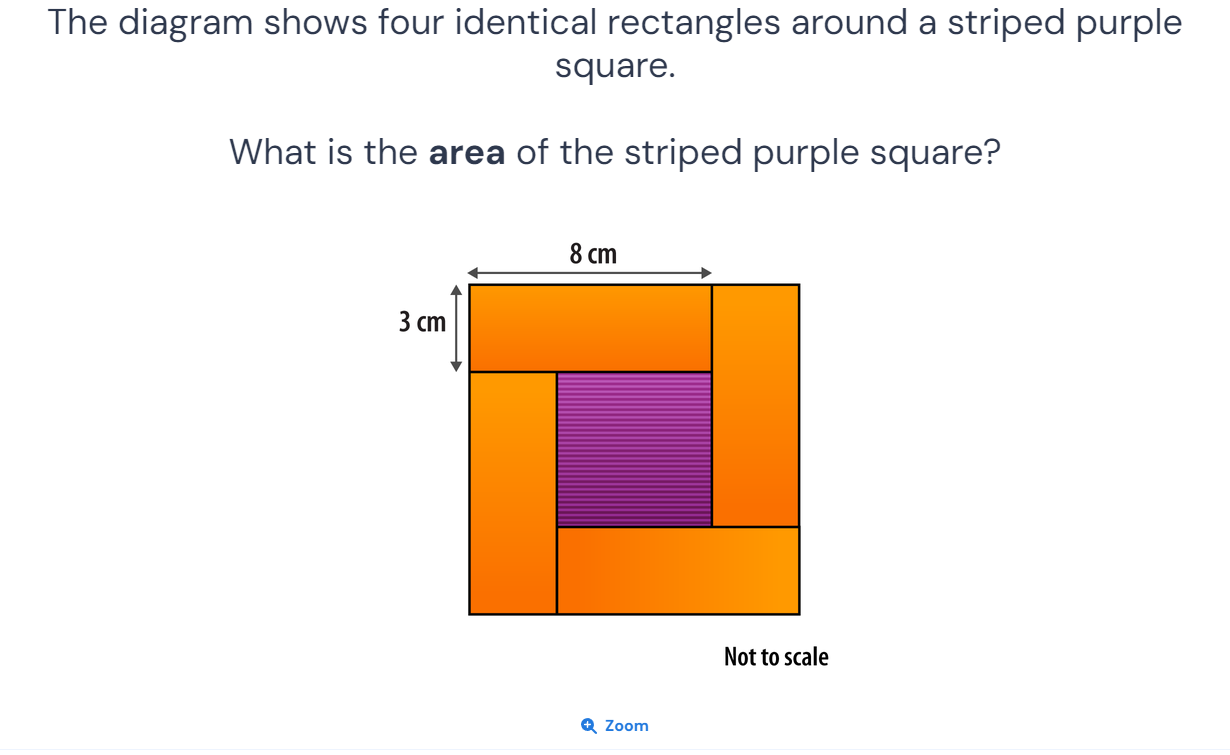 The diagram shows four identical rectangles around a striped purple
square.
What is the area of the striped purple square?
8 cm
3 cm
Not to scale
Zoom